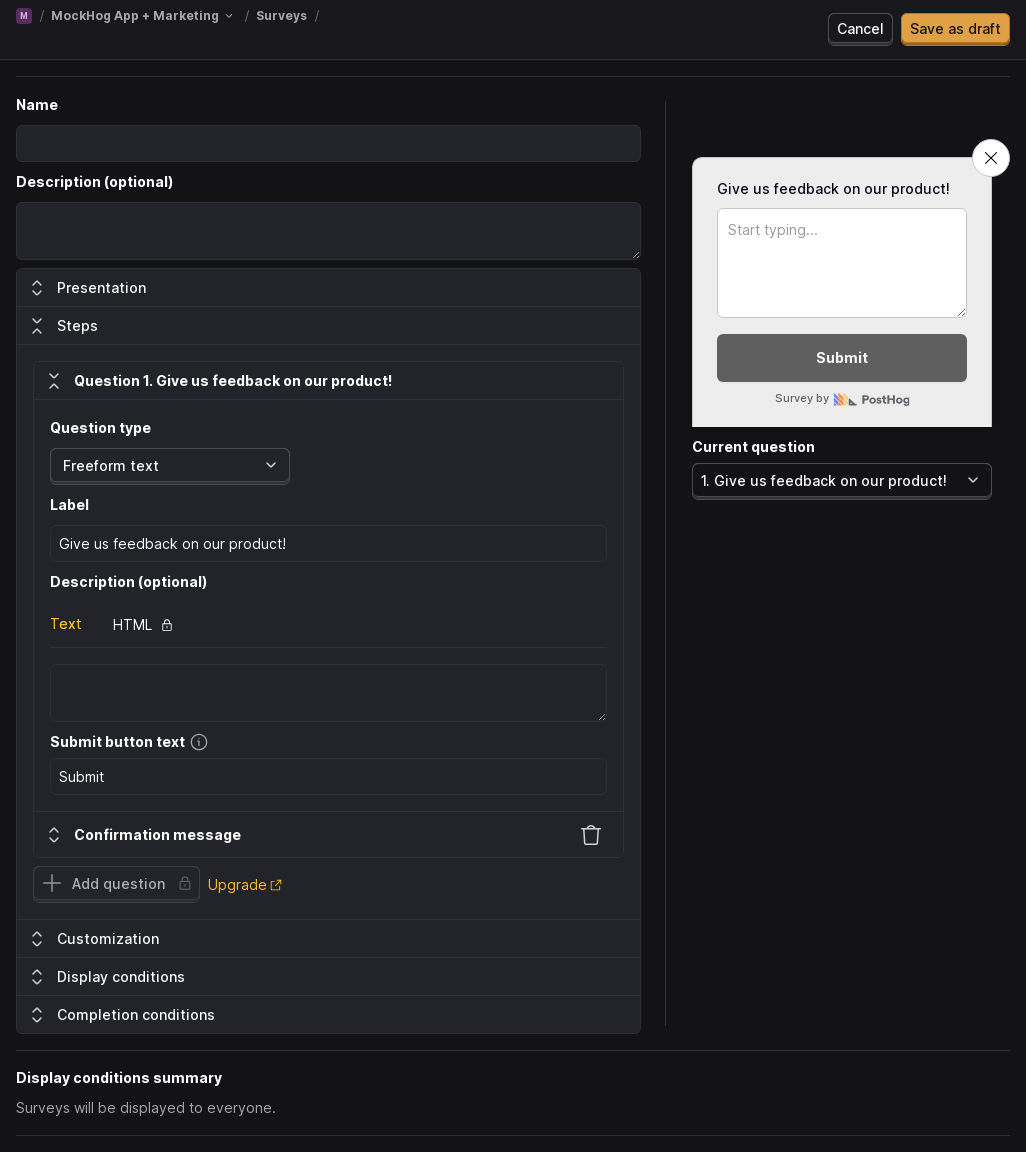 M / MockHog App + Marketing / Surveys /
Cancel
Save as draft
Name
Description (optional)
Presentation
Steps
Question 1. Give us feedback on our product!
Question type
Freeform text
Label
Give us feedback on our product!
Description (optional)
Text
HTML
Submit button text
Submit
Confirmation message
Add question
Upgrade
Customization
Display conditions
Completion conditions
Give us feedback on our product!
Start typing...
Submit
Survey by PostHog
Current question
1. Give us feedback on our product!
Display conditions summary
Surveys will be displayed to everyone.